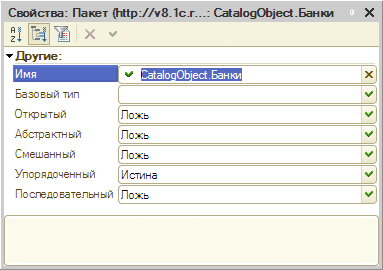 Свойства: Пакет (http://v8.1c.r...: CatalogObject.Банки
Другие:
Имя CatalogObject.Банки
Базовый тип
Открытый Ложь
Абстрактный Ложь
Смешанный Ложь
Упорядоченный Истина
Последовательный Ложь